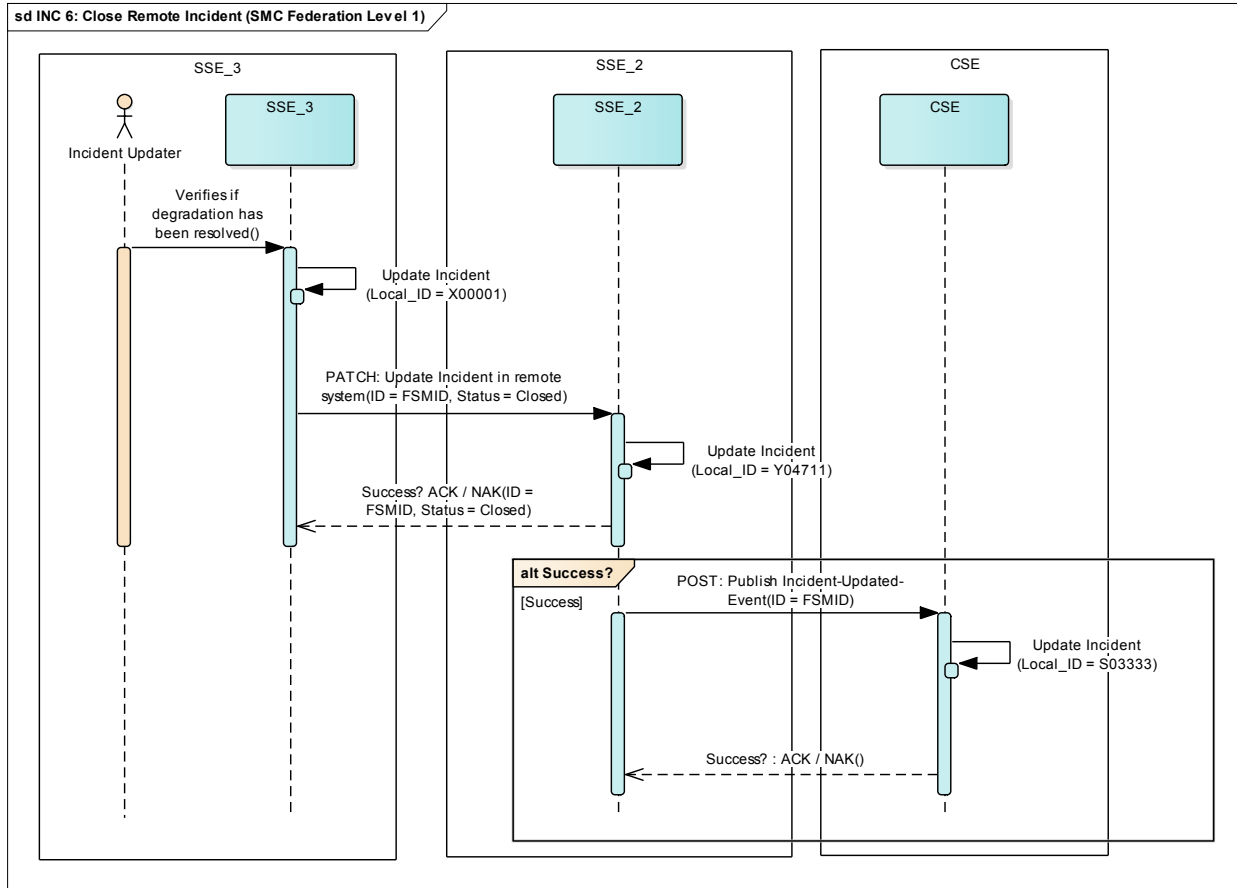 sd INC 6: Close Remote Incident (SMC Federation Level 1)
SSE_3
SSE_2
CSE
SSE_3
SSE_2
CSE
Incident Updater
Verifies if
degradation has
been resolved()
Update Incident
(Local_ID = X00001)
PATCH: Update Incident in remote
system(ID = FSMID, Status = Closed)
Update Incident
(Local_ID = Y04711)
Success? ACK / NAK(ID =
FSMID, Status = Closed)
alt Success?
[Success]
POST: Publish Incident-Updated-
Event(ID = FSMID)
Update Incident
(Local_ID = S03333)
Success? : ACK / NAK()